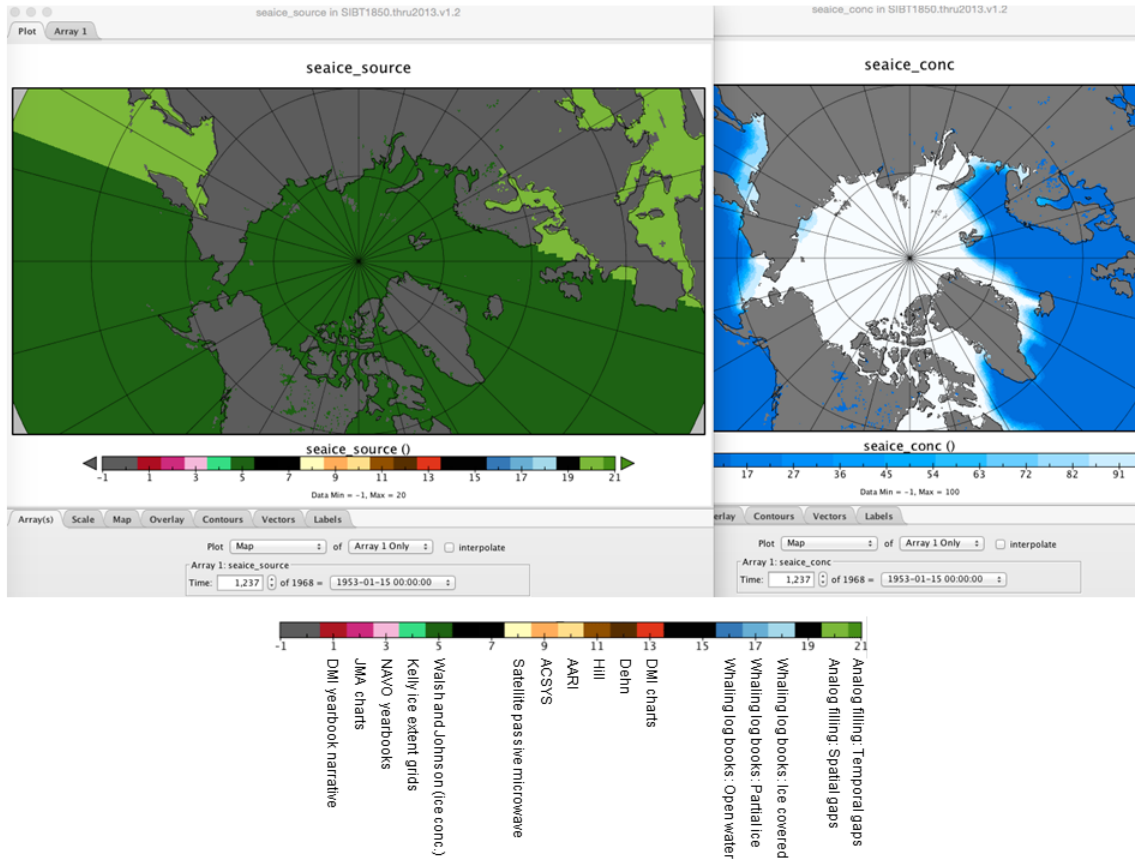 seaice_source in SIBT1850.thru2013.v1.2
Plot
Array 1
seaice_source
seaice_source ()
-1 1 3 5 7 9 11 13 15 17 19 21
Data Min = -1, Max = 20
Array(s) Scale Map Overlay Contours Vectors Labels
Plot Map of Array 1 Only interpolate
Array 1: seaice_source
Time: 1,237 of 1968 = 1953-01-15 00:00:00
seaice_conc in SIBT1850.thru2013.v1.2
seaice_conc
seaice_conc ()
17 27 36 45 54 63 72 82 91
Data Min = -1, Max = 100
erlay Contours Vectors Labels
Plot Map of Array 1 Only interpolate
Array 1: seaice_conc
Time: 1,237 of 1968 = 1953-01-15 00:00:00
-1 1 3 5 7 9 11 13 15 17 19 21
DMI yearbook narrative
JMA charts
NAVO yearbooks
Kelly ice extent grids
Walsh and Johnson (ice conc.)
Satellite passive microwave
ACSYS
AARI
Hill
Dehn
DMI charts
Whaling log books: Open water
Whaling log books: Partial ice
Whaling log books: Ice covered
Analog filling: Spatial gaps
Analog filling: Temporal gaps